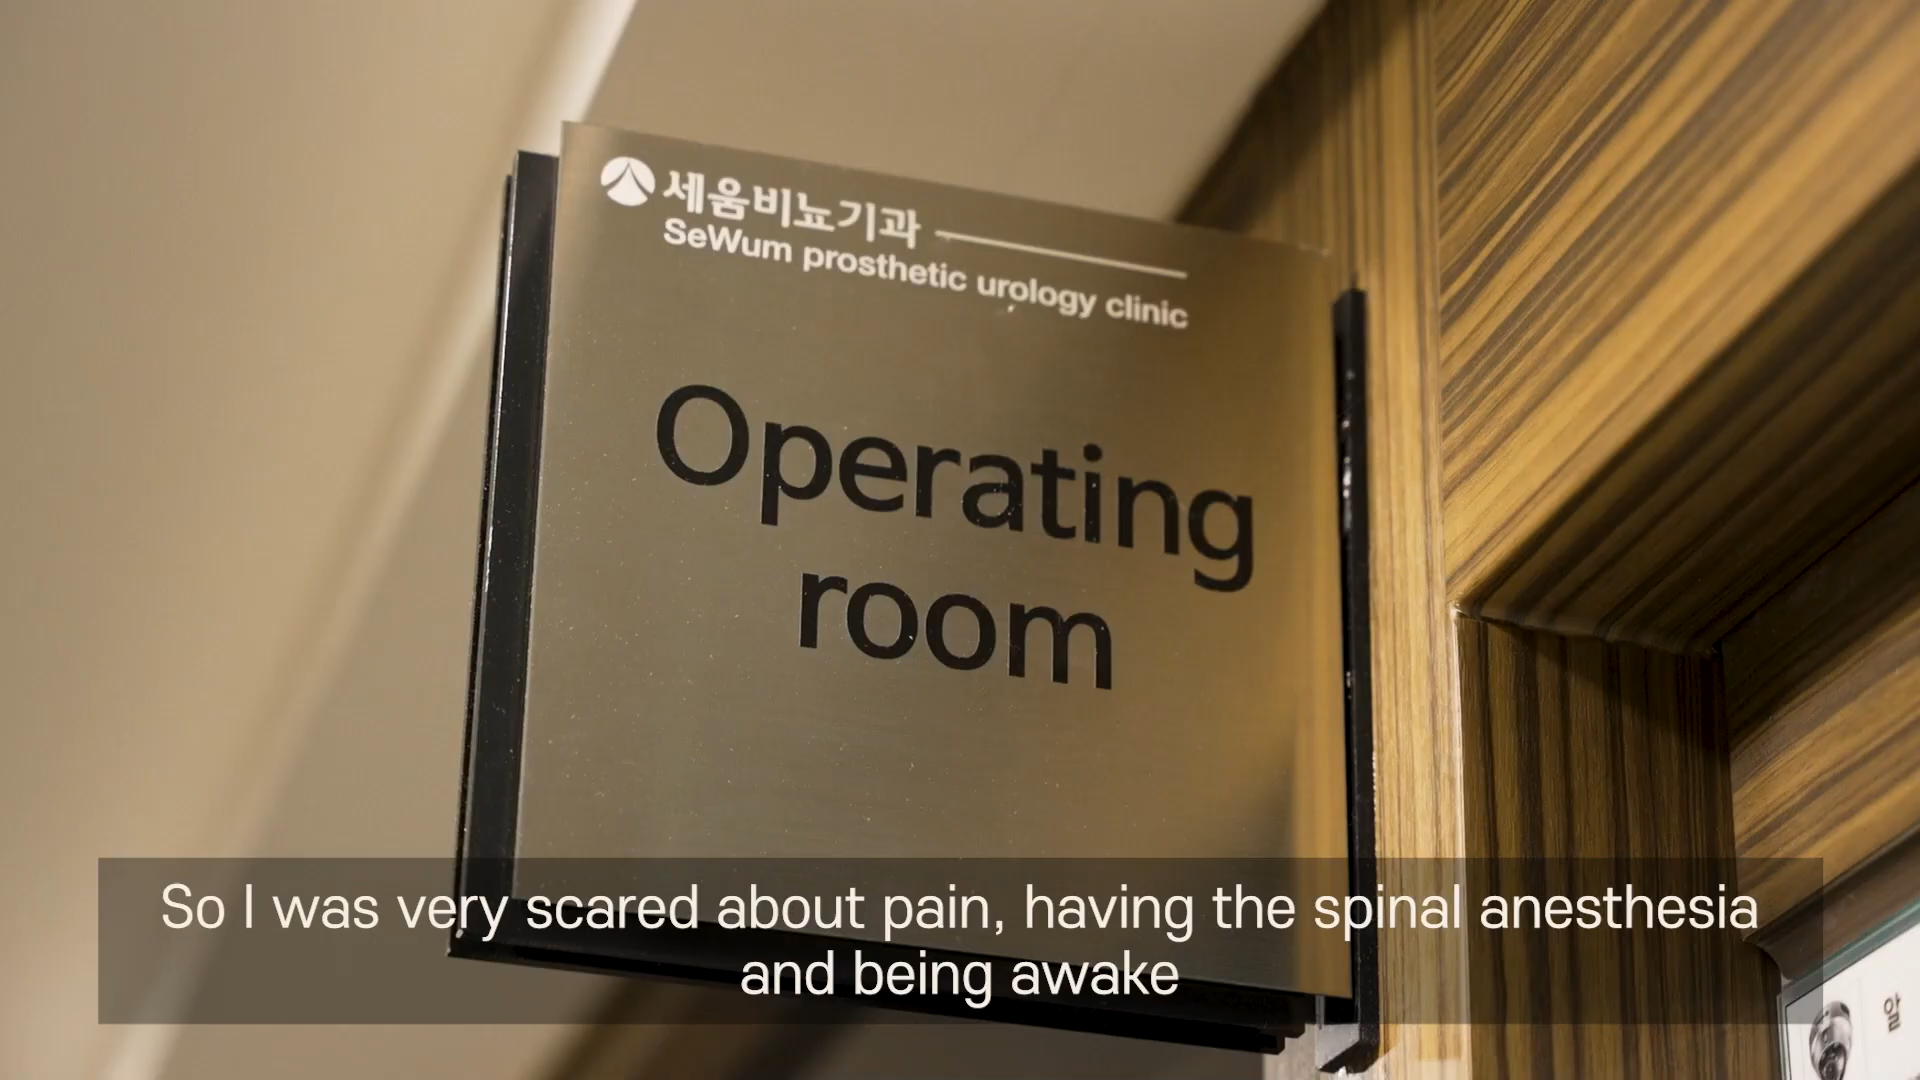 세움비뇨기과
SeWum prosthetic urology clinic
Operating
room
So I was very scared about pain, having the spinal anesthesia
and being awake
알